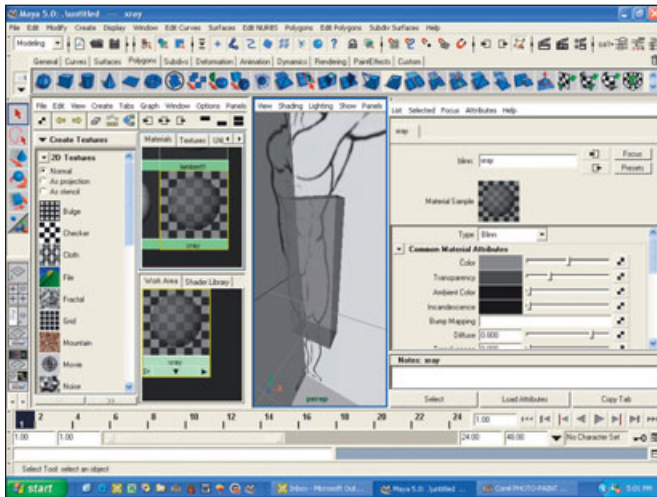 Maya 5.0: .\untitled --- xray
File Edit Modify Create Display Window Edit Curves Surfaces Edit NURBS Polygons Edit Polygons Subdiv Surfaces Help
Modeling
General Curves Surfaces Polygons Subdivs Deformation Animation Dynamics Rendering PaintEffects Custom
File Edit View Create Tabs Graph Window Options Panels
View Shading Lighting Show Panels
List Selected Focus Attributes Help
Create Textures
2D Textures
Normal
As projection
As stencil
Bulge
Checker
Cloth
File
Fractal
Grid
Mountain
Movie
Noise
Materials Textures
lambert1
xray
Work Area Shader Library
xray
persp
xray
blinn: xray
Focus
Presets
Material Sample
Type Blinn
Common Material Attributes
Color
Transparency
Ambient Color
Incandescence
Bump Mapping
Diffuse 0.800
Notes: xray
Select Load Attributes Copy Tab
2 4 6 8 10 12 14 16 18 20 22 24 1.00
1.00 1.00 24.00 48.00 No Character Set
Select Tool: select an object
start Inbox - Microsoft Out... Maya 5.0: .\untitled ... Corel PHOTO-PAINT ... 5:01 PM